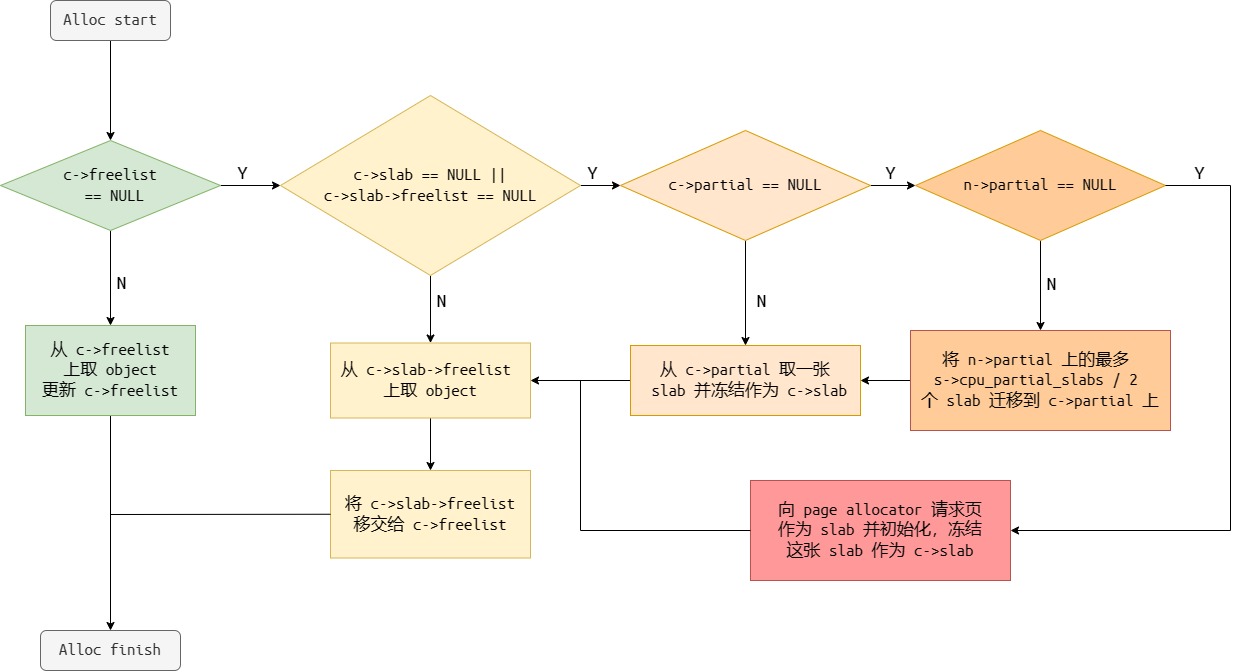 Alloc start
c->freelist
== NULL
Y
c->slab == NULL ||
c->slab->freelist == NULL
Y
c->partial == NULL
Y
n->partial == NULL
Y
N
N
N
N
从 c->freelist
上取 object
更新 c->freelist
从 c->slab->freelist
上取 object
从 c->partial 取一张
slab 并冻结作为 c->slab
将 n->partial 上的最多
s->cpu_partial_slabs / 2
个 slab 迁移到 c->partial 上
将 c->slab->freelist
移交给 c->freelist
向 page allocator 请求页
作为 slab 并初始化，冻结
这张 slab 作为 c->slab
Alloc finish